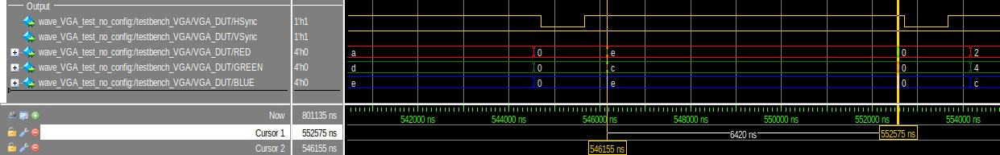 Output
wave_VGA_test_no_config:/testbench_VGA/VGA_DUT/HSync 1'h1
wave_VGA_test_no_config:/testbench_VGA/VGA_DUT/VSync 1'h1
wave_VGA_test_no_config:/testbench_VGA/VGA_DUT/RED 4'h0 a 0 e 0 2
wave_VGA_test_no_config:/testbench_VGA/VGA_DUT/GREEN 4'h0 d 0 c 0 4
wave_VGA_test_no_config:/testbench_VGA/VGA_DUT/BLUE 4'h0 e 0 e 0 c
Now 801135 ns 542000 ns 544000 ns 546000 ns 548000 ns 550000 ns 552000 ns 554000 ns
Cursor 1 552575 ns 6420 ns 552575 ns
Cursor 2 546155 ns 546155 ns